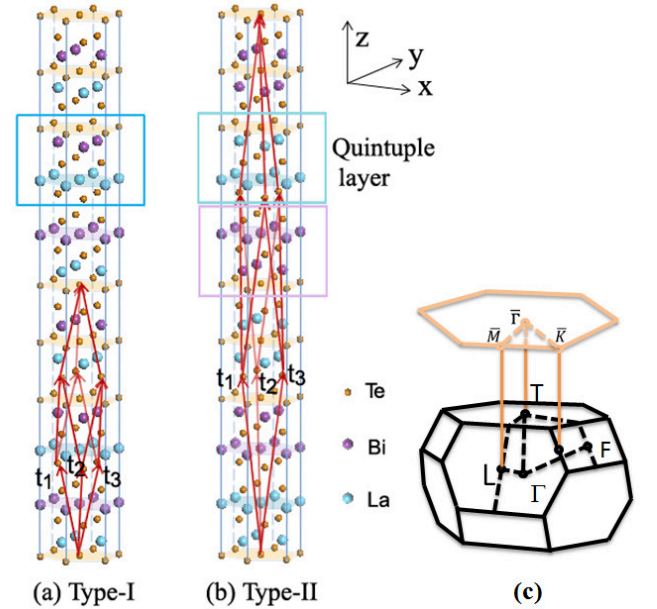 z
y
x
Quintuple
layer
t₁
t₂
t₃
t₁
t₂
t₃
Te
Bi
La
Γ̄
M̄
K̄
T
L
Γ
F
(a) Type-I
(b) Type-II
(c)